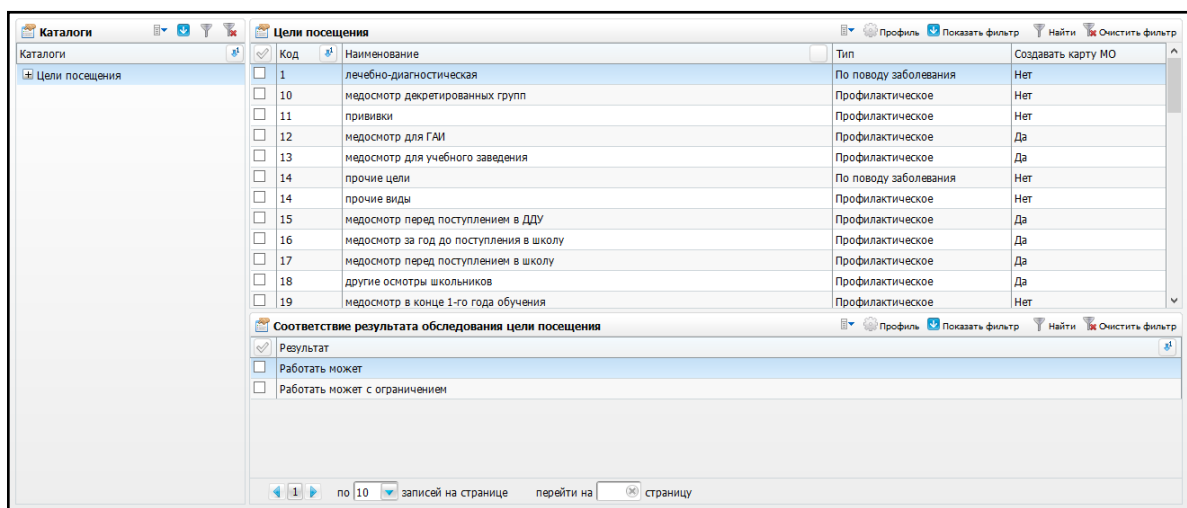 Каталоги
Каталоги
Цели посещения
Цели посещения
Профиль Показать фильтр Найти Очистить фильтр
Код Наименование Тип Создавать карту МО
1 лечебно-диагностическая По поводу заболевания Нет
10 медосмотр декретированных групп Профилактическое Нет
11 прививки Профилактическое Нет
12 медосмотр для ГАИ Профилактическое Да
13 медосмотр для учебного заведения Профилактическое Да
14 прочие цели По поводу заболевания Нет
14 прочие виды Профилактическое Нет
15 медосмотр перед поступлением в ДДУ Профилактическое Да
16 медосмотр за год до поступления в школу Профилактическое Да
17 медосмотр перед поступлением в школу Профилактическое Да
18 другие осмотры школьников Профилактическое Да
19 медосмотр в конце 1-го года обучения Профилактическое Нет
Соответствие результата обследования цели посещения
Профиль Показать фильтр Найти Очистить фильтр
Результат
Работать может
Работать может с ограничением
1 по 10 записей на странице перейти на страницу